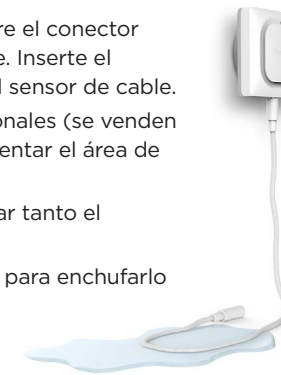 re el conector
e. Inserte el
l sensor de cable.
onales (se venden
entar el área de
ar tanto el
para enchufarlo